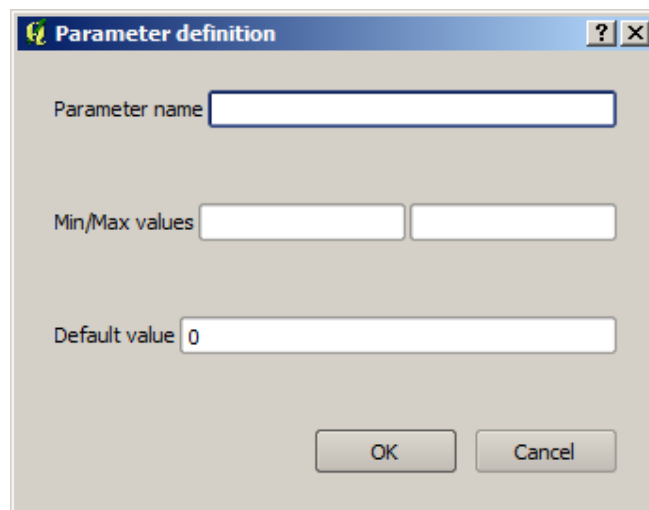 Parameter definition
Parameter name
Min/Max values
Default value 0
OK Cancel